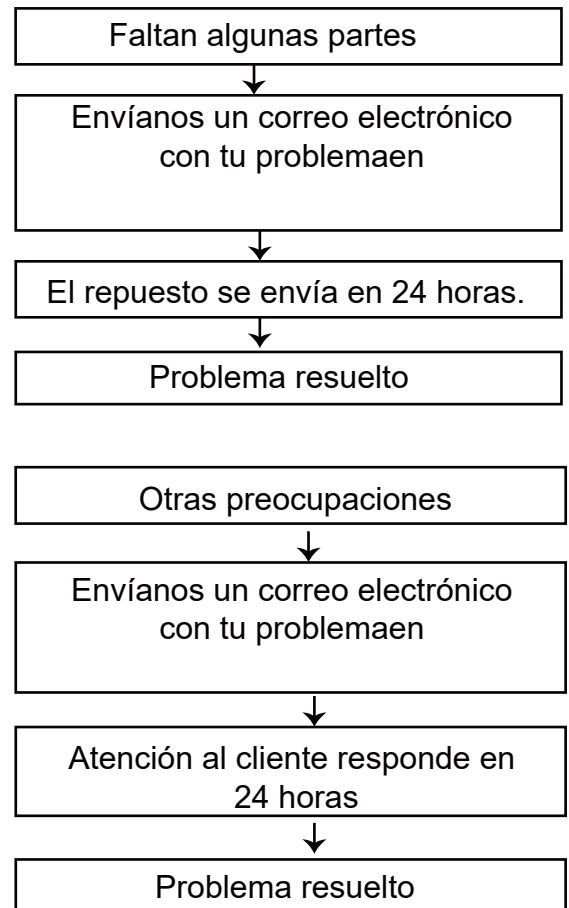 Faltan algunas partes
Envíanos un correo electrónico
con tu problemaen
El repuesto se envía en 24 horas.
Problema resuelto
Otras preocupaciones
Envíanos un correo electrónico
con tu problemaen
Atención al cliente responde en
24 horas
Problema resuelto